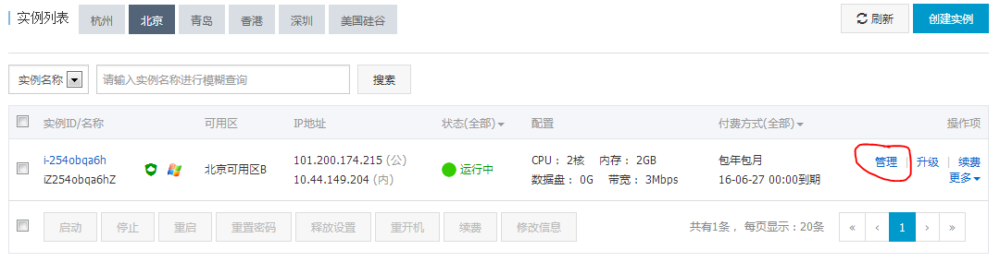 实例列表 杭州 北京 青岛 香港 深圳 美国硅谷 刷新 创建实例
实例名称 请输入实例名称进行模糊查询 搜索
实例ID/名称 可用区 IP地址 状态(全部) 配置 付费方式(全部) 操作项
i-254obqa6h 101.200.174.215 (公) CPU： 2核 内存： 2GB 包年包月 管理 | 升级 | 续费
iZ254obqa6hZ 北京可用区B 10.44.149.204 (内) 运行中 数据盘： 0G 带宽： 3Mbps 16-06-27 00:00到期 更多
启动 停止 重启 重置密码 释放设置 重开机 续费 修改信息 共有1条， 每页显示：20条 « ‹ 1 › »